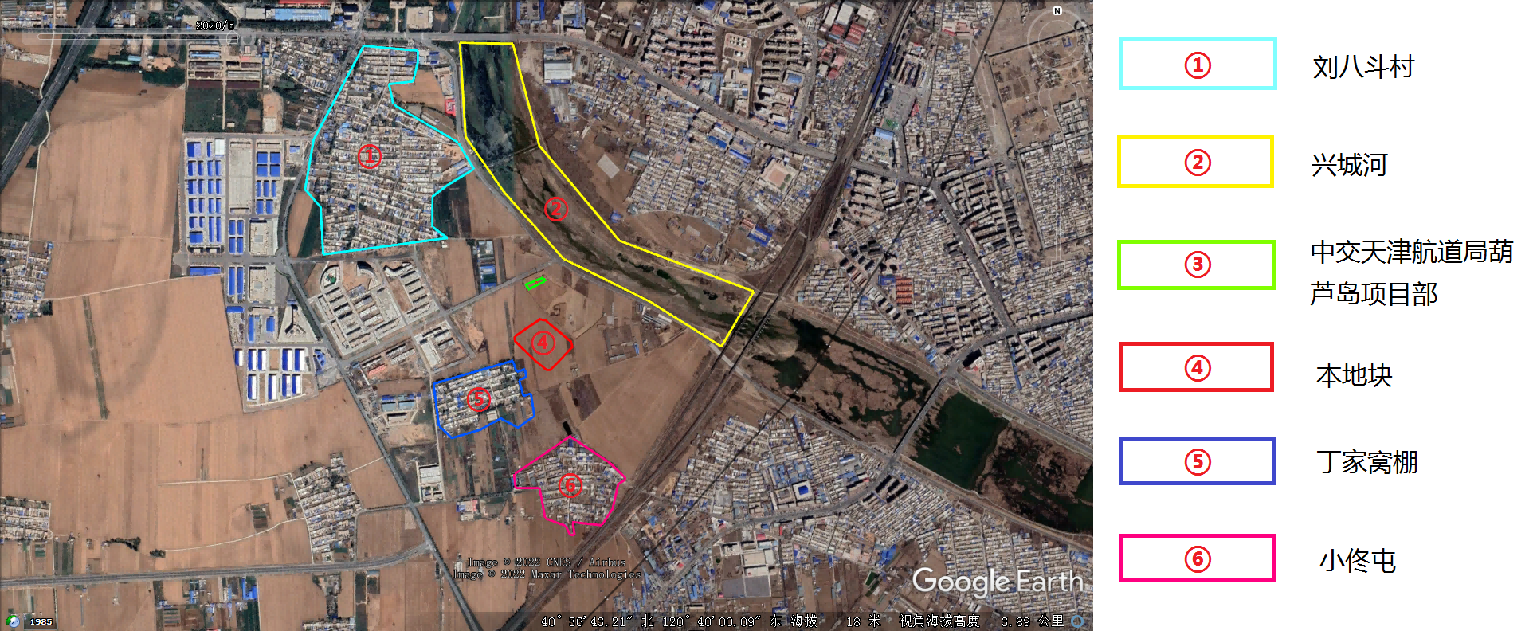 ①
②
③
④
⑤
⑥
刘八斗村
兴城河
中交天津航道局葫
芦岛项目部
本地块
丁家窝棚
小佟屯
①
②
④
⑤
⑥
N
Image © 2022 CNES / Airbus
Image © 2022 Maxar Technologies
Google Earth
1985